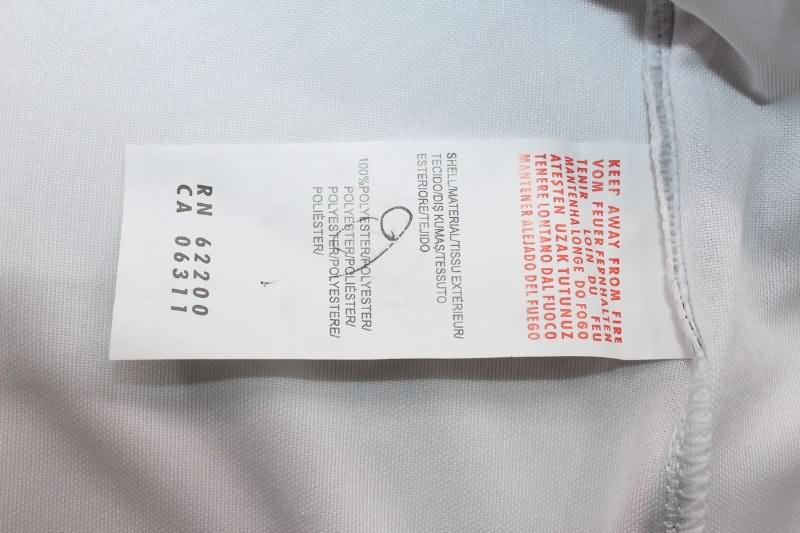 KEEP AWAY FROM FIRE
VOM FEUER FERNHALTEN
TENIR LOIN DU FEU
MANTENHA LONGE DO FOGO
ATEŞTEN UZAK TUTUNUZ
TENERE LONTANO DAL FUOCO
MANTENER ALEJADO DEL FUEGO
SHELL/MATERIAL/TISSU EXTÉRIEUR/
TECIDO/DIŞ KUMAŞ/TESSUTO
ESTERIORE/TEJIDO
100%POLYESTER/POLYESTER/
POLYESTER/POLIÉSTER/
POLYESTER/POLYESTERE/
POLIÉSTER/
RN 62200
CA 06311